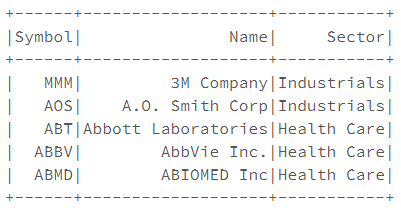 +------+-------------------+-----------+
|Symbol|               Name|     Sector|
+------+-------------------+-----------+
|   MMM|         3M Company|Industrials|
|   AOS|    A.O. Smith Corp|Industrials|
|   ABT|Abbott Laboratories|Health Care|
|  ABBV|        AbbVie Inc.|Health Care|
|  ABMD|        ABIOMED Inc|Health Care|
+------+-------------------+-----------+